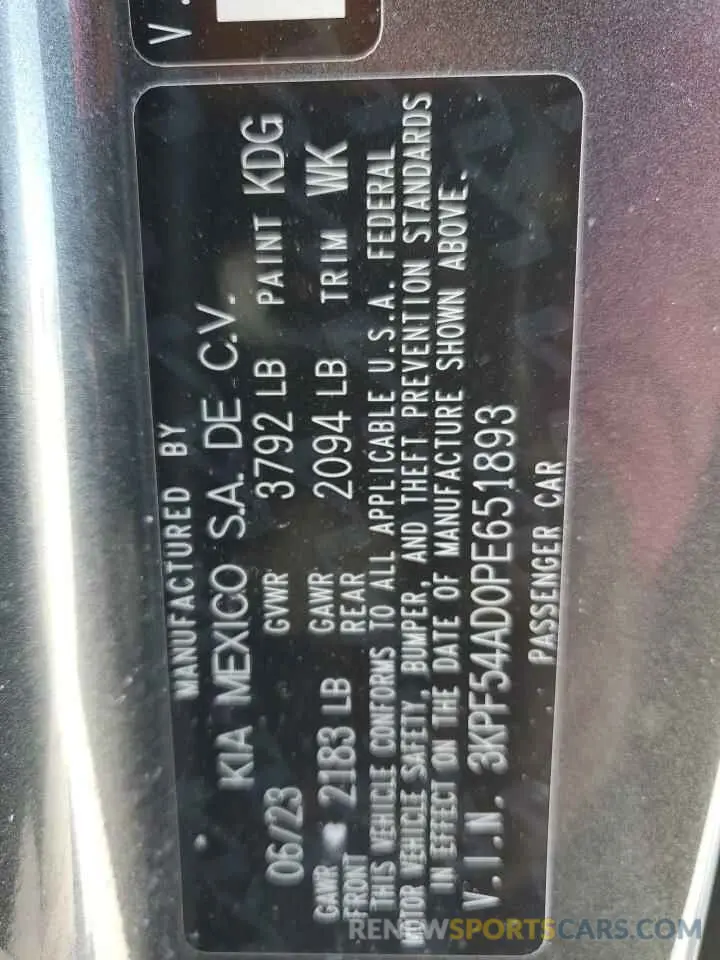 V.
MANUFACTURED BY
KIA MEXICO S.A. DE C.V.
06/23 GVWR 3792 LB PAINT KDG
GAWR FRONT 2183 LB GAWR REAR 2094 LB TRIM WK
THIS VEHICLE CONFORMS TO ALL APPLICABLE U.S.A. FEDERAL
MOTOR VEHICLE SAFETY, BUMPER, AND THEFT PREVENTION STANDARDS
IN EFFECT ON THE DATE OF MANUFACTURE SHOWN ABOVE.
V.I.N. 3KPF54AD0PE651893
PASSENGER CAR
RENEWSPORTSCARS.COM